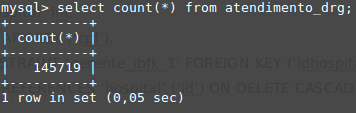 mysql> select count(*) from atendimento_drg;
+----------+
| count(*) |
+----------+
|   145719 |
+----------+
1 row in set (0,05 sec)